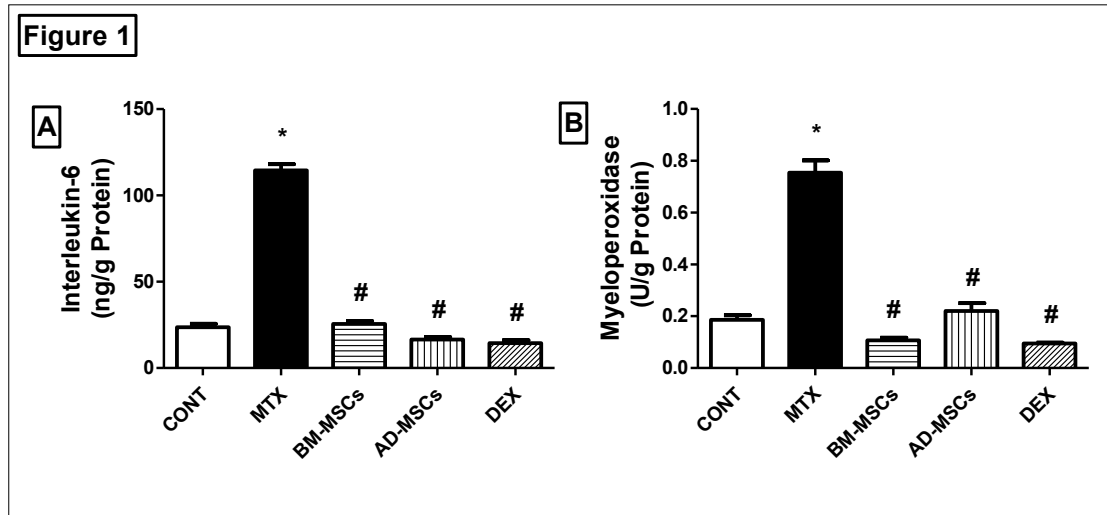 Figure 1
A
Interleukin-6
(ng/g Protein)
150
100
50
0
*
#
#
#
CONT
MTX
BM-MSCs
AD-MSCs
DEX
B
Myeloperoxidase
(U/g Protein)
1.0
0.8
0.6
0.4
0.2
0.0
*
#
#
#
CONT
MTX
BM-MSCs
AD-MSCs
DEX